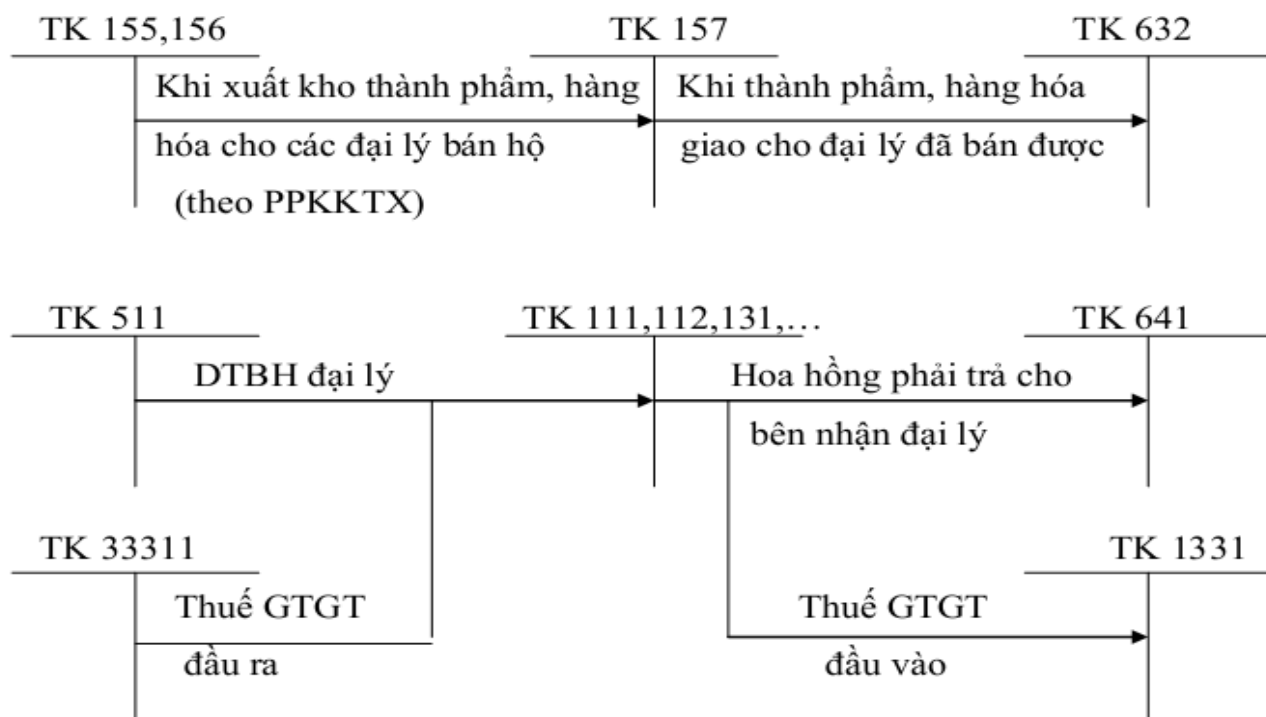 TK 155,156
TK 157
TK 632
Khi xuất kho thành phẩm, hàng
hóa cho các đại lý bán hộ
(theo PPKKTX)
Khi thành phẩm, hàng hóa
giao cho đại lý đã bán được
TK 511
TK 111,112,131,…
TK 641
DTBH đại lý
Hoa hồng phải trả cho
bên nhận đại lý
TK 33311
TK 1331
Thuế GTGT
đầu ra
Thuế GTGT
đầu vào